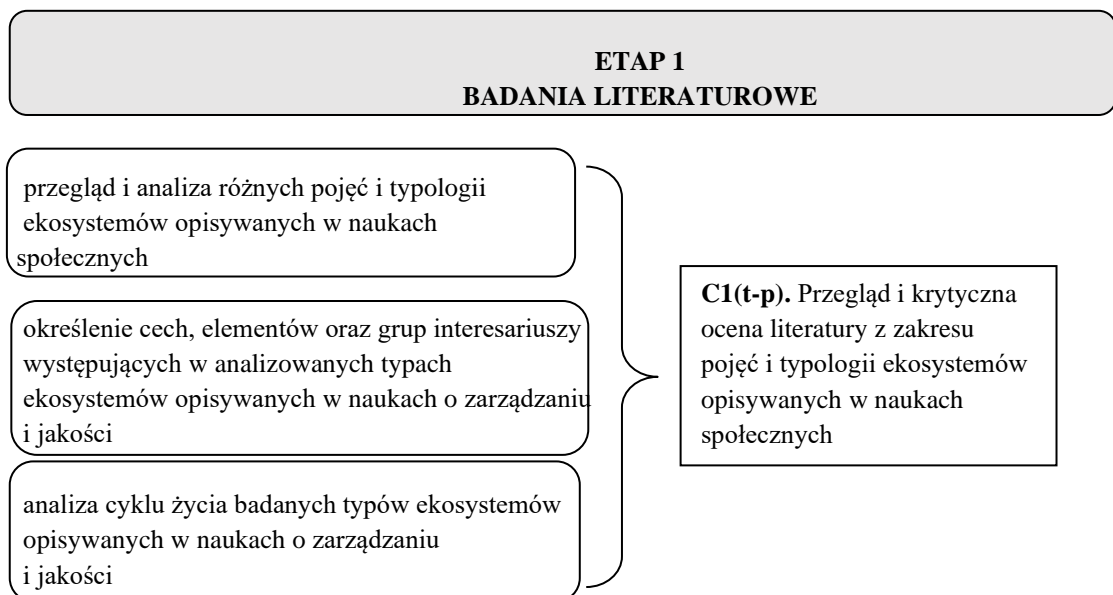 ETAP 1
BADANIA LITERATUROWE
przegląd i analiza różnych pojęć i typologii
ekosystemów opisywanych w naukach
społecznych
określenie cech, elementów oraz grup interesariuszy
występujących w analizowanych typach
ekosystemów opisywanych w naukach o zarządzaniu
i jakości
analiza cyklu życia badanych typów ekosystemów
opisywanych w naukach o zarządzaniu
i jakości
C1(t-p). Przegląd i krytyczna
ocena literatury z zakresu
pojęć i typologii ekosystemów
opisywanych w naukach
społecznych